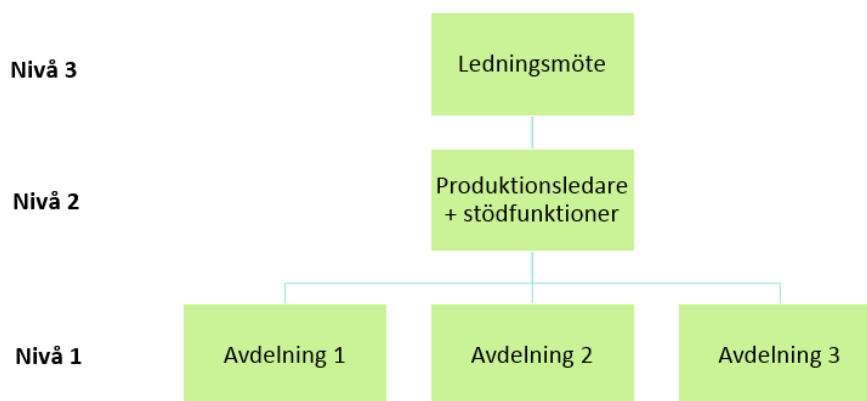 Nivå 3
Ledningsmöte
Nivå 2
Produktionsledare
+ stödfunktioner
Nivå 1
Avdelning 1
Avdelning 2
Avdelning 3